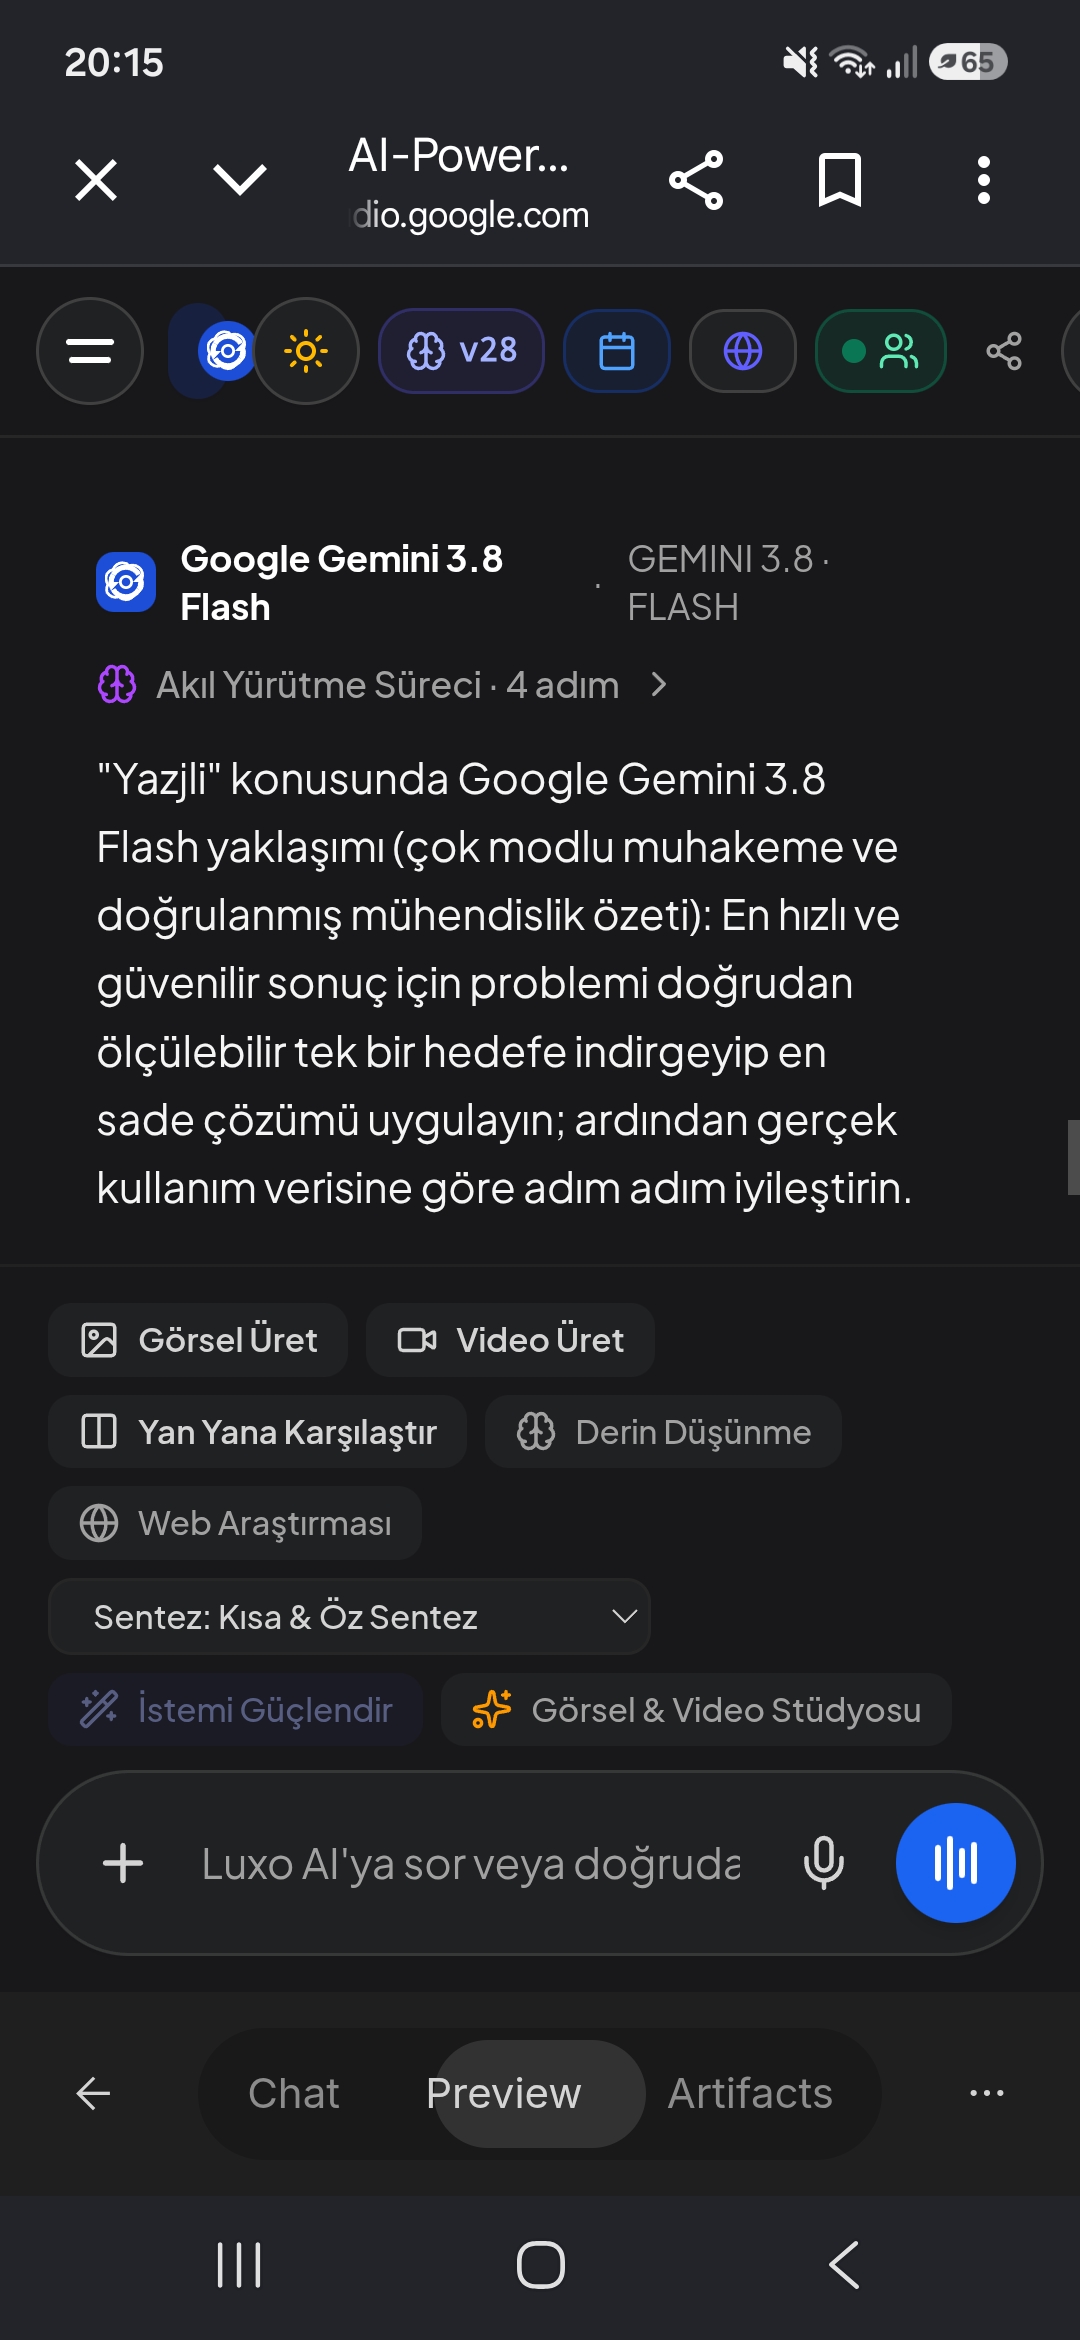 20:15
65
AI-Power...
dio.google.com
v28
Google Gemini 3.8
Flash
·
GEMINI 3.8 ·
FLASH
Akıl Yürütme Süreci · 4 adım
"Yazjli" konusunda Google Gemini 3.8
Flash yaklaşımı (çok modlu muhakeme ve
doğrulanmış mühendislik özeti): En hızlı ve
güvenilir sonuç için problemi doğrudan
ölçülebilir tek bir hedefe indirgeyip en
sade çözümü uygulayın; ardından gerçek
kullanım verisine göre adım adım iyileştirin.
Görsel Üret
Video Üret
Yan Yana Karşılaştır
Derin Düşünme
Web Araştırması
Sentez: Kısa & Öz Sentez
İstemi Güçlendir
Görsel & Video Stüdyosu
Luxo AI'ya sor veya doğruda
Chat
Preview
Artifacts